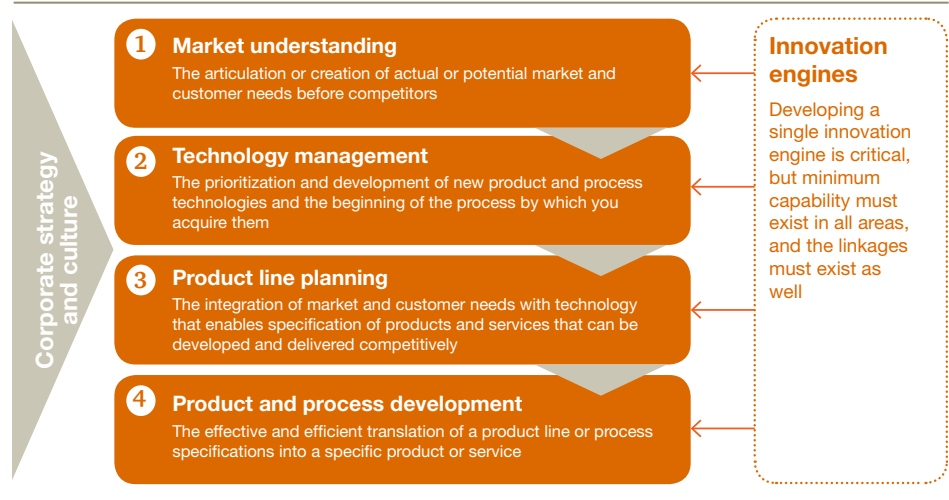 Corporate strategy
and culture
1
Market understanding
The articulation or creation of actual or potential market and
customer needs before competitors
2
Technology management
The prioritization and development of new product and process
technologies and the beginning of the process by which you
acquire them
3
Product line planning
The integration of market and customer needs with technology
that enables specification of products and services that can be
developed and delivered competitively
4
Product and process development
The effective and efficient translation of a product line or process
specifications into a specific product or service
Innovation
engines
Developing a
single innovation
engine is critical,
but minimum
capability must
exist in all areas,
and the linkages
must exist as
well